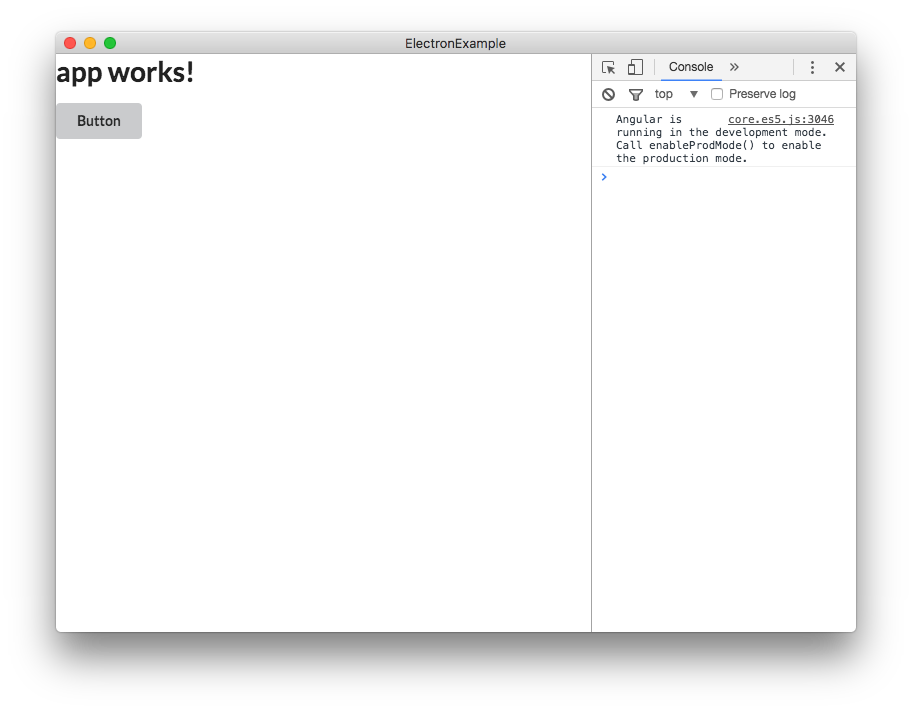 ElectronExample
app works!
Button
Console
top
Preserve log
Angular is core.es5.js:3046
running in the development mode.
Call enableProdMode() to enable
the production mode.